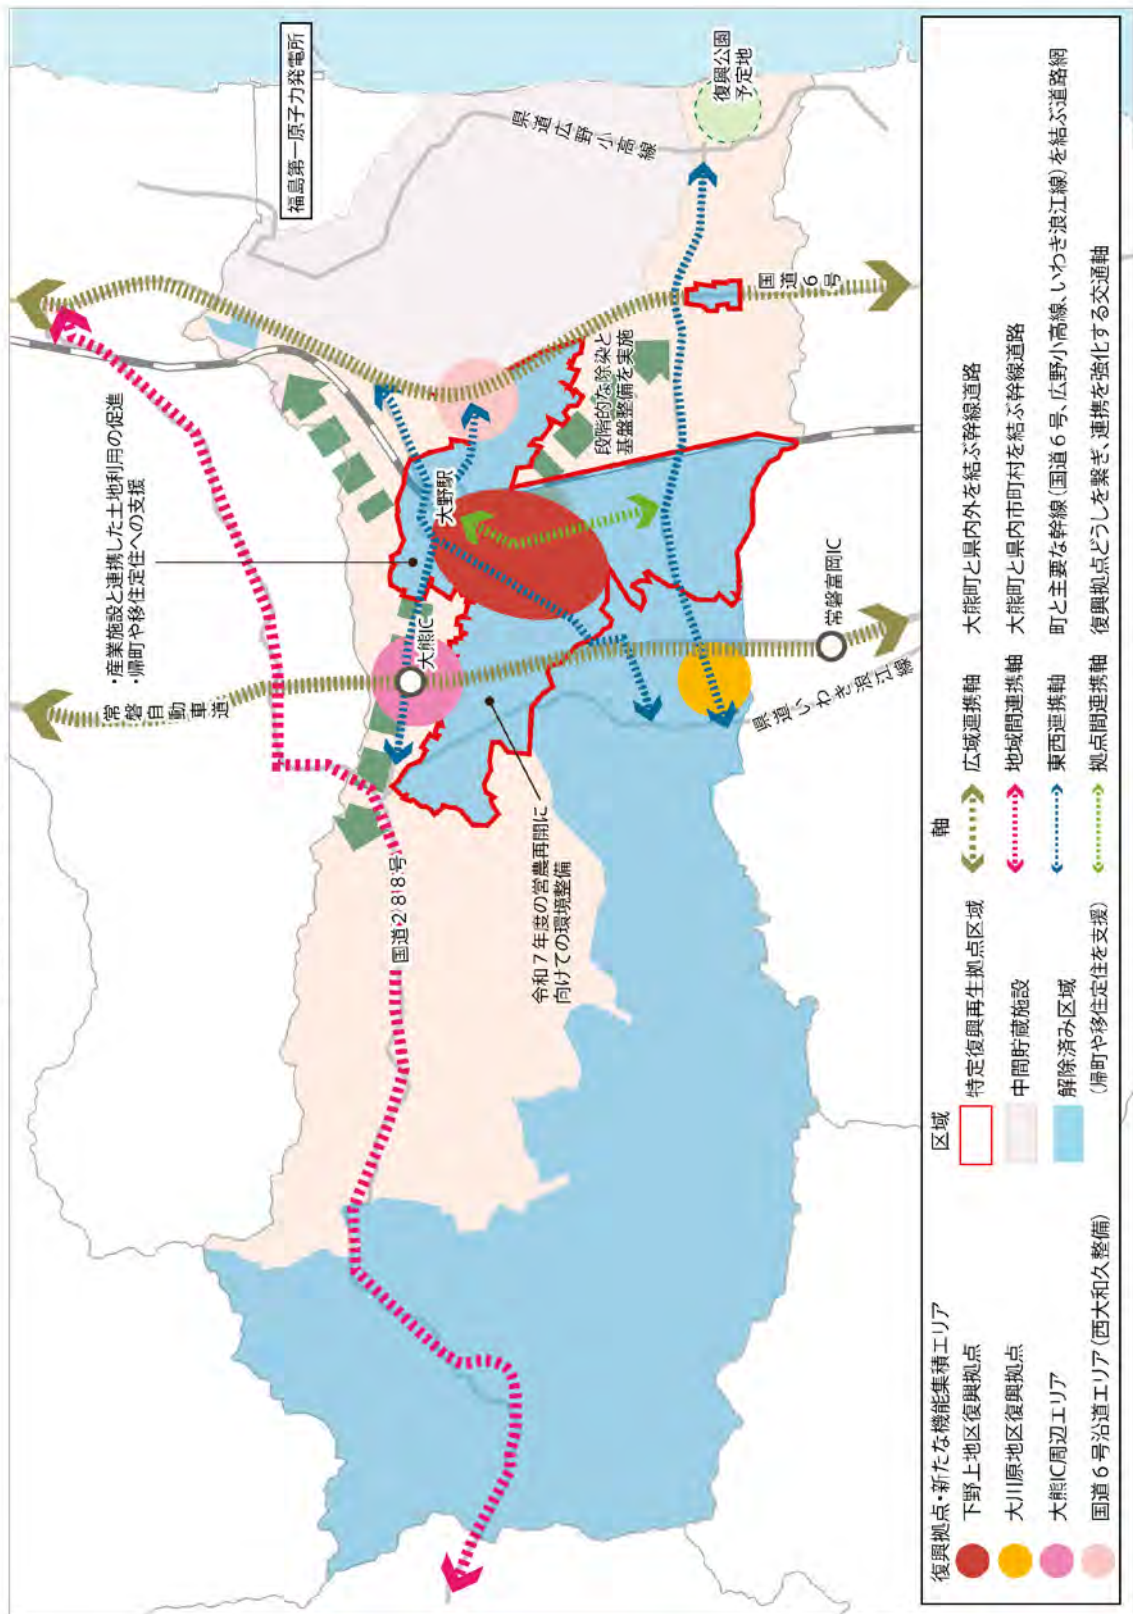 福島第一原子力発電所
復興公園
予定地
県道広野小高線
国道6号
・産業施設と連携した土地利用の促進
・帰町や移住定住への支援
大野駅
段階的な除染と
基盤整備を実施
常磐自動車道
大熊IC
常磐富岡IC
県道いわき浪江線
国道288号
令和7年度の営農再開に
向けての環境整備
復興拠点・新たな機能集積エリア
下野上地区復興拠点
大川原地区復興拠点
大熊IC周辺エリア
国道6号沿道エリア(西大和久整備)
区域
特定復興再生拠点区域
中間貯蔵施設
解除済み区域
(帰町や移住定住を支援)
軸
広域連携軸 大熊町と県内外を結ぶ幹線道路
地域間連携軸 大熊町と県内市町村を結ぶ幹線道路
東西連携軸 町と主要な幹線(国道6号、広野小高線、いわき浪江線)を結ぶ道路網
拠点間連携軸 復興拠点どうしを繋ぎ、連携を強化する交通軸